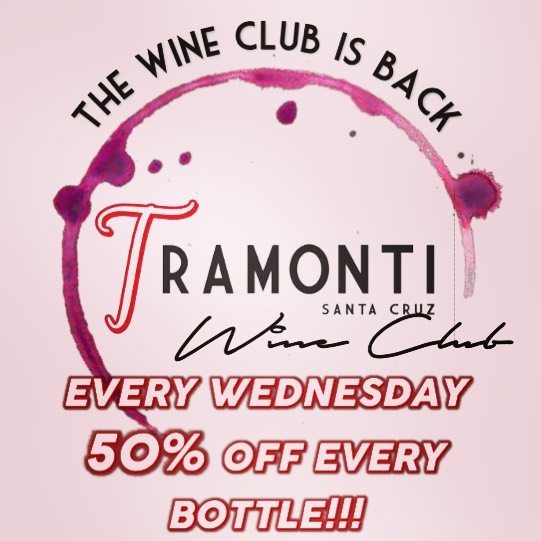 THE WINE CLUB IS BACK
TRAMONTI
SANTA CRUZ
Wine Club
EVERY WEDNESDAY
50% OFF EVERY
BOTTLE!!!